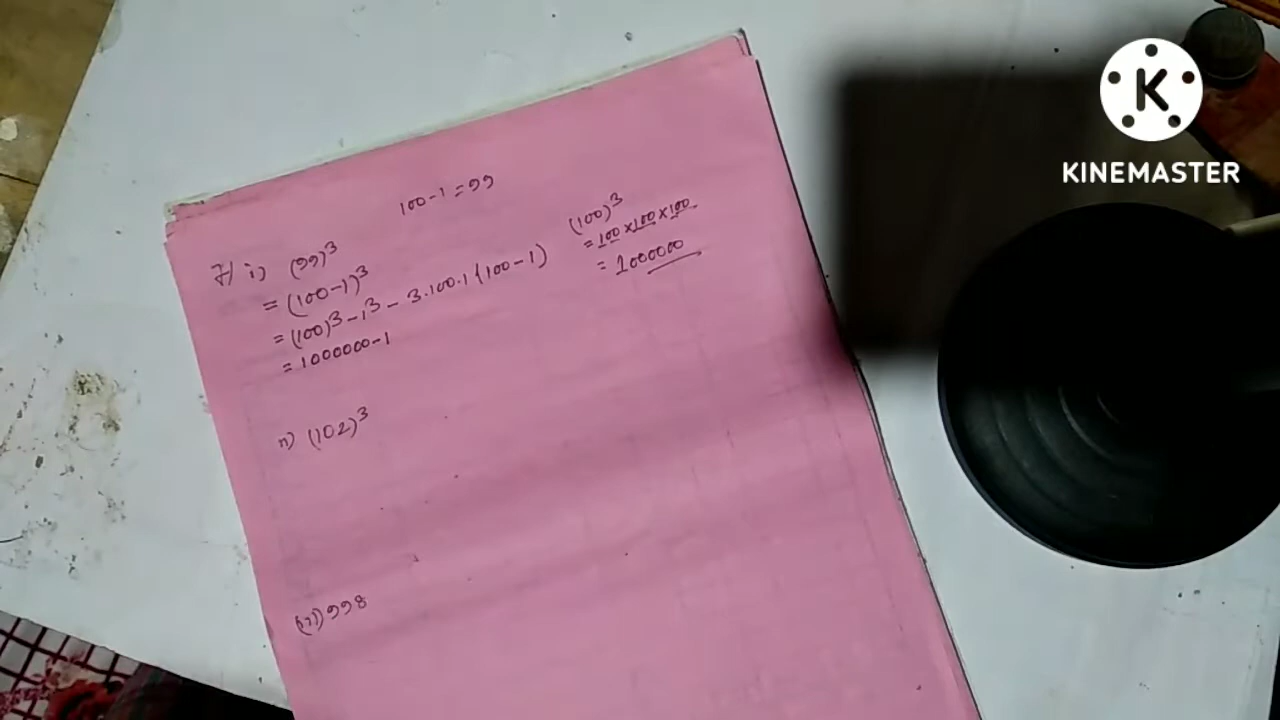 100-1=99
7) i) (99)³
= (100-1)³
= (100)³-1³ - 3.100.1 (100-1)
= 1000000-1
(100)³
= 100×100×100
= 1000000
ii) (102)³
(iii) 998
K
KINEMASTER